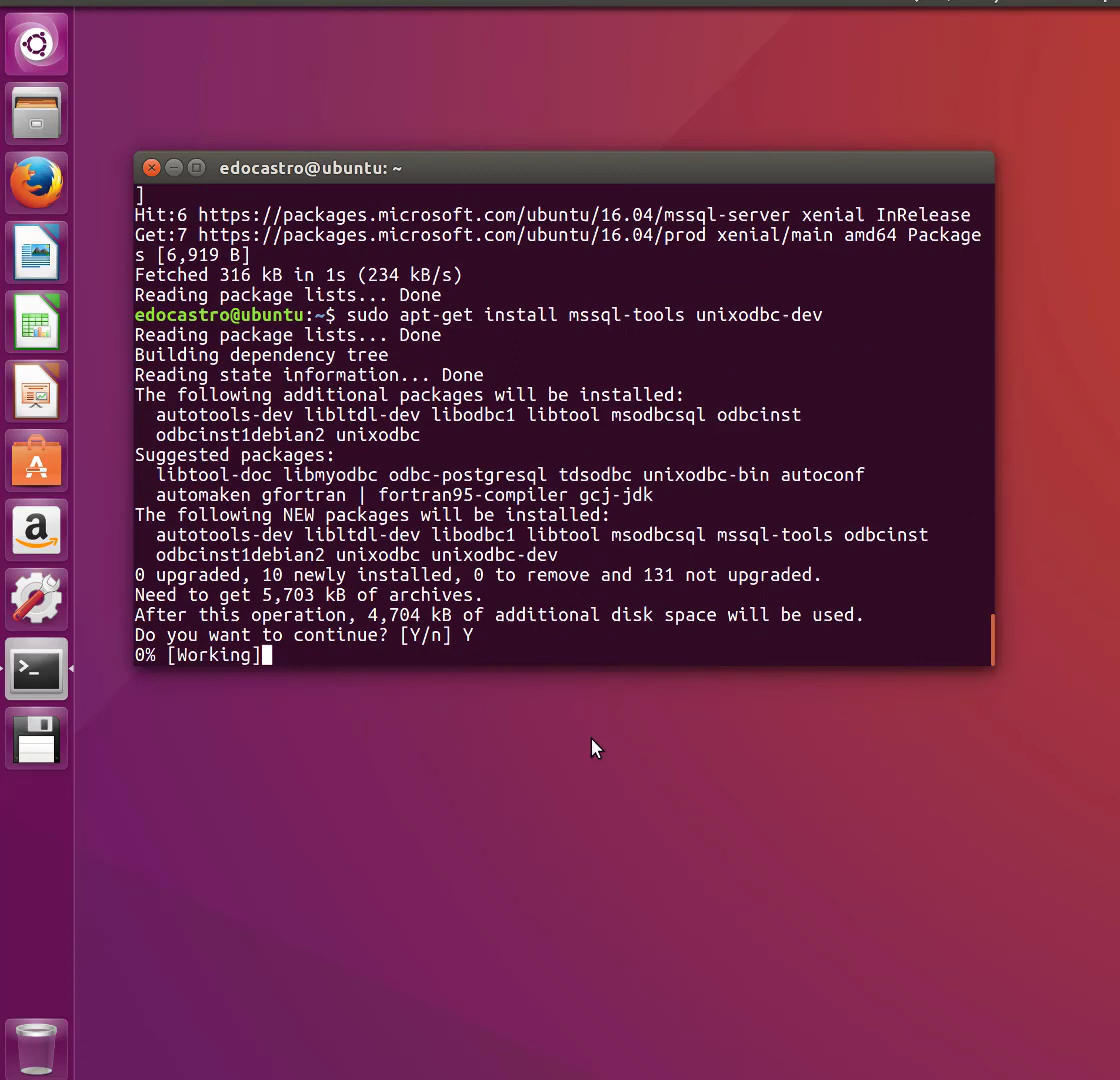 edocastro@ubuntu: ~
]
Hit:6 https://packages.microsoft.com/ubuntu/16.04/mssql-server xenial InRelease
Get:7 https://packages.microsoft.com/ubuntu/16.04/prod xenial/main amd64 Package
s [6,919 B]
Fetched 316 kB in 1s (234 kB/s)
Reading package lists... Done
edocastro@ubuntu:~$ sudo apt-get install mssql-tools unixodbc-dev
Reading package lists... Done
Building dependency tree
Reading state information... Done
The following additional packages will be installed:
  autotools-dev libltdl-dev libodbc1 libtool msodbcsql odbcinst
  odbcinst1debian2 unixodbc
Suggested packages:
  libtool-doc libmyodbc odbc-postgresql tdsodbc unixodbc-bin autoconf
  automaken gfortran | fortran95-compiler gcj-jdk
The following NEW packages will be installed:
  autotools-dev libltdl-dev libodbc1 libtool msodbcsql mssql-tools odbcinst
  odbcinst1debian2 unixodbc unixodbc-dev
0 upgraded, 10 newly installed, 0 to remove and 131 not upgraded.
Need to get 5,703 kB of archives.
After this operation, 4,704 kB of additional disk space will be used.
Do you want to continue? [Y/n] Y
0% [Working]